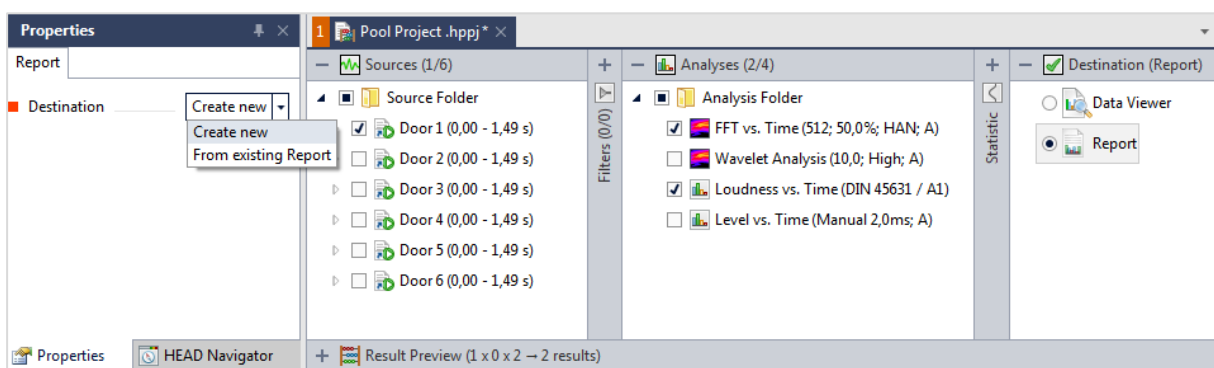 Properties
Report
Destination
Create new
Create new
From existing Report
Properties
HEAD Navigator
1
Pool Project .hppj*
Sources (1/6)
Source Folder
Door 1 (0,00 - 1,49 s)
Door 2 (0,00 - 1,49 s)
Door 3 (0,00 - 1,49 s)
Door 4 (0,00 - 1,49 s)
Door 5 (0,00 - 1,49 s)
Door 6 (0,00 - 1,49 s)
Filters (0/0)
Analyses (2/4)
Analysis Folder
FFT vs. Time (512; 50,0%; HAN; A)
Wavelet Analysis (10,0; High; A)
Loudness vs. Time (DIN 45631 / A1)
Level vs. Time (Manual 2,0ms; A)
Statistic
Destination (Report)
Data Viewer
Report
Result Preview (1 x 0 x 2 → 2 results)